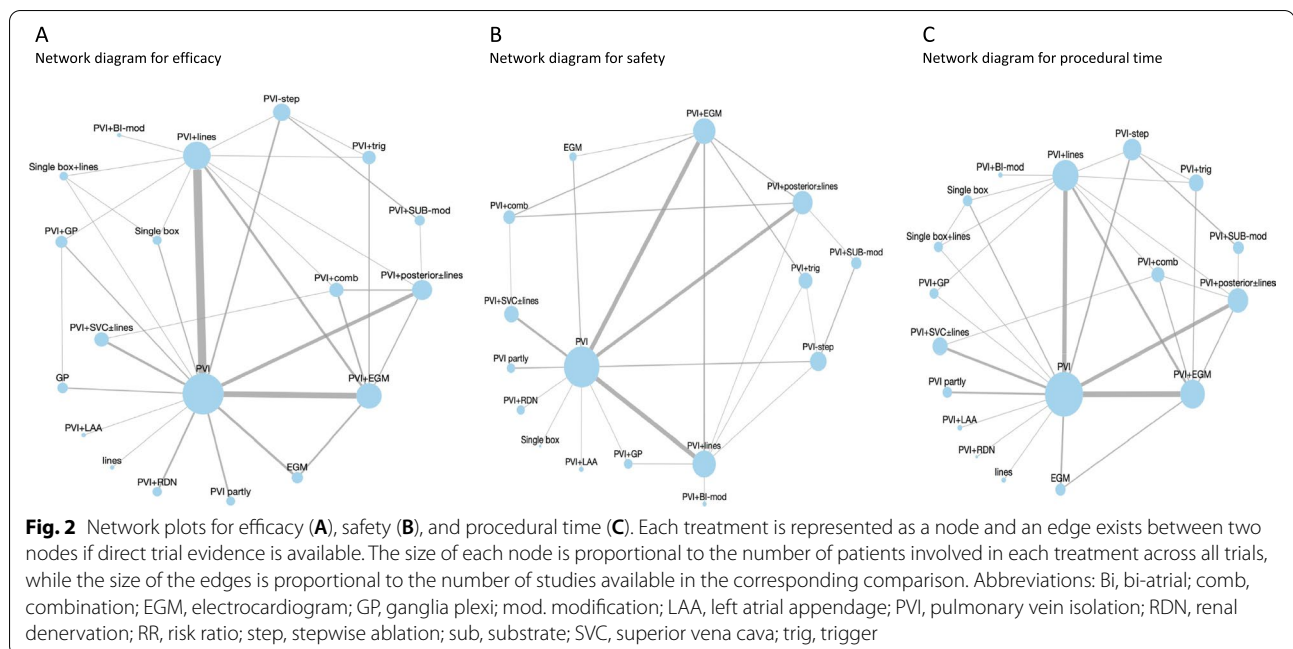 A
Network diagram for efficacy
PVI-step
PVI+BI-mod
PVI+lines
PVI+trig
Single box+lines
PVI+SUB-mod
PVI+GP
Single box
PVI+comb
PVI+posterior±lines
PVI+SVC±lines
PVI
PVI+EGM
GP
PVI+LAA
lines
EGM
PVI+RDN
PVI partly
B
Network diagram for safety
PVI+EGM
EGM
PVI+posterior±lines
PVI+comb
PVI+SUB-mod
PVI+trig
PVI+SVC±lines
PVI
PVI-step
PVI partly
PVI+RDN
Single box
PVI+lines
PVI+GP
PVI+LAA
PVI+BI-mod
C
Network diagram for procedural time
PVI-step
PVI+lines
PVI+BI-mod
PVI+trig
Single box
Single box+lines
PVI+SUB-mod
PVI+comb
PVI+GP
PVI+posterior±lines
PVI+SVC±lines
PVI
PVI+EGM
PVI partly
PVI+LAA
PVI+RDN
lines
EGM
Fig. 2 Network plots for efficacy (A), safety (B), and procedural time (C). Each treatment is represented as a node and an edge exists between two
nodes if direct trial evidence is available. The size of each node is proportional to the number of patients involved in each treatment across all trials,
while the size of the edges is proportional to the number of studies available in the corresponding comparison. Abbreviations: Bi, bi-atrial; comb,
combination; EGM, electrocardiogram; GP, ganglia plexi; mod. modification; LAA, left atrial appendage; PVI, pulmonary vein isolation; RDN, renal
denervation; RR, risk ratio; step, stepwise ablation; sub, substrate; SVC, superior vena cava; trig, trigger